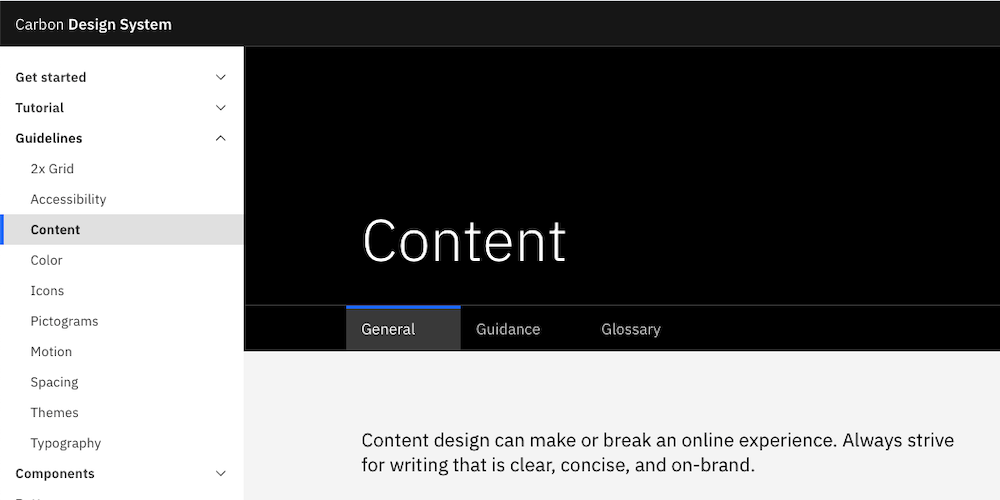 Carbon Design System
Get started
Tutorial
Guidelines
2x Grid
Accessibility
Content
Color
Icons
Pictograms
Motion
Spacing
Themes
Typography
Components
Content
General Guidance Glossary
Content design can make or break an online experience. Always strive
for writing that is clear, concise, and on-brand.